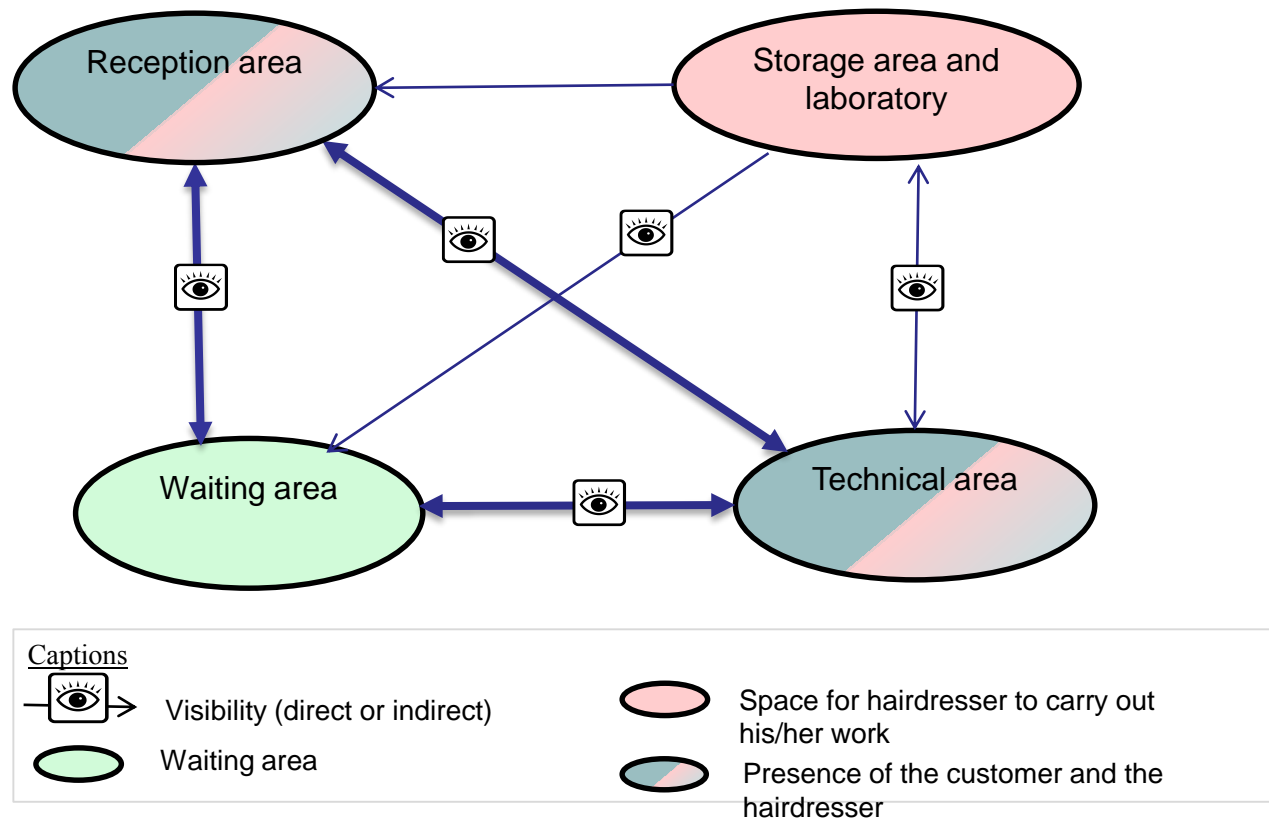 Reception area
Storage area and
laboratory
Waiting area
Technical area
Captions
Visibility (direct or indirect)
Waiting area
Space for hairdresser to carry out
his/her work
Presence of the customer and the
hairdresser